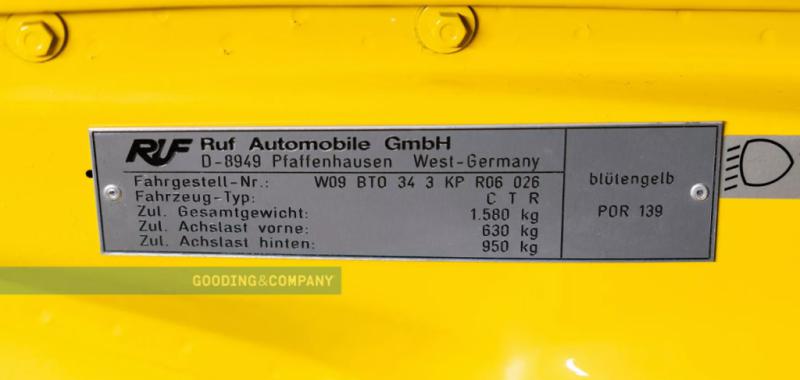 RUF Ruf Automobile GmbH
D-8949 Pfaffenhausen West-Germany
Fahrgestell-Nr.: W09 BT0 34 3 KP R06 026
Fahrzeug-Typ: C T R
Zul. Gesamtgewicht: 1.580 kg
Zul. Achslast vorne: 630 kg
Zul. Achslast hinten: 950 kg
blütengelb
POR 139
GOODING&COMPANY